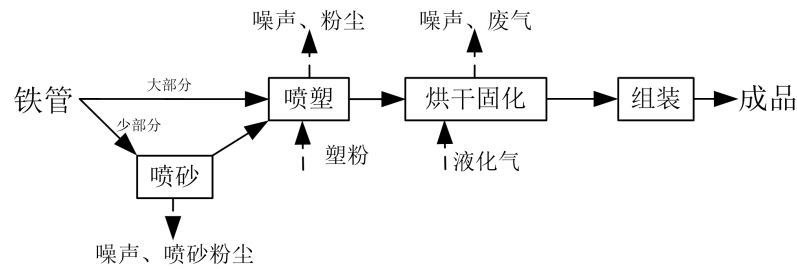 噪声、粉尘
噪声、废气
大部分
铁管
喷塑
烘干固化
组装
成品
少部分
塑粉
液化气
喷砂
噪声、喷砂粉尘